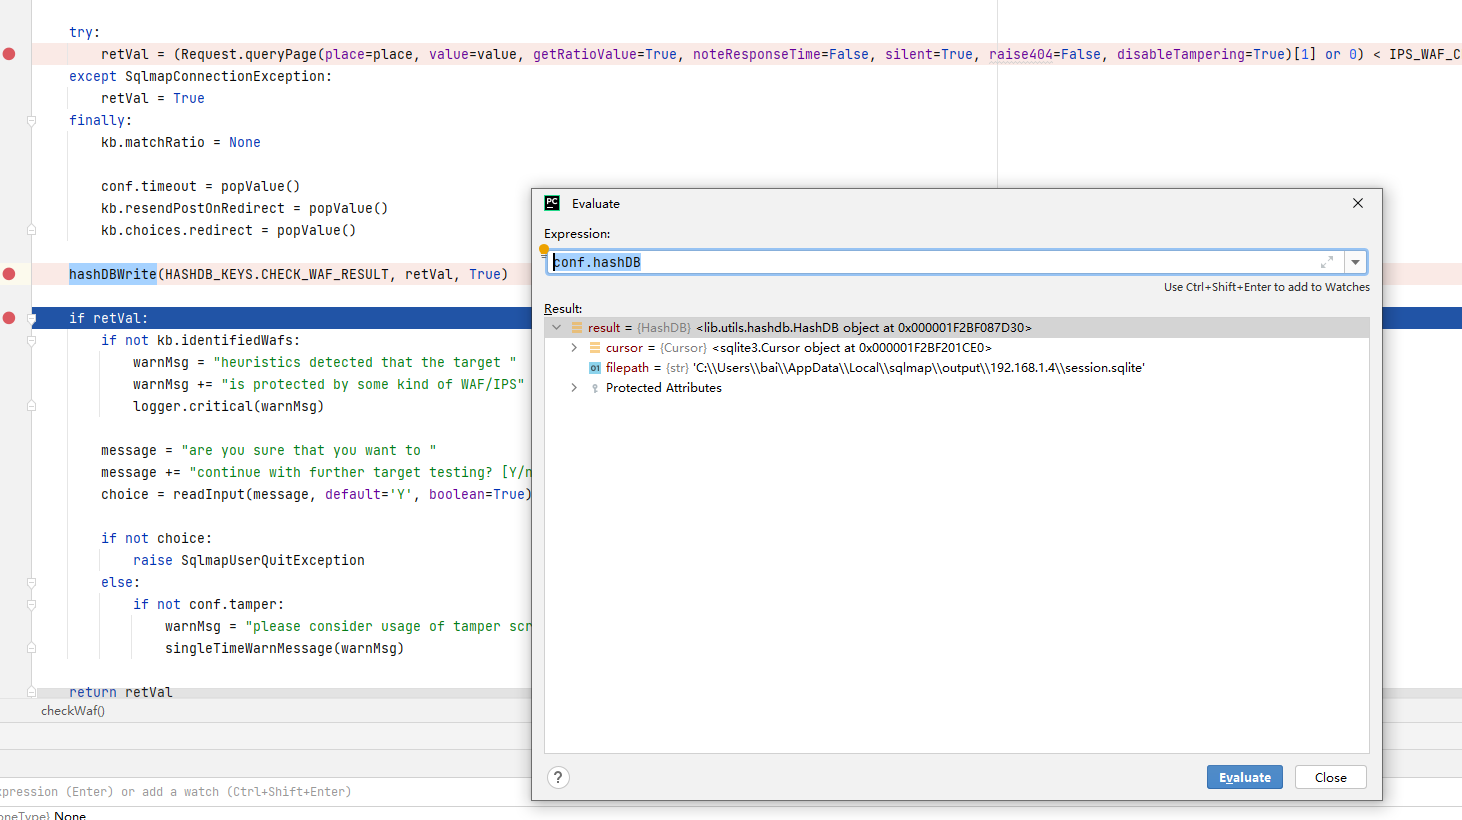 try:
retVal = (Request.queryPage(place=place, value=value, getRatioValue=True, noteResponseTime=False, silent=True, raise404=False, disableTampering=True)[1] or 0) < IPS_WAF_C
except SqlmapConnectionException:
retVal = True
finally:
kb.matchRatio = None
conf.timeout = popValue()
kb.resendPostOnRedirect = popValue()
kb.choices.redirect = popValue()
hashDBWrite(HASHDB_KEYS.CHECK_WAF_RESULT, retVal, True)
if retVal:
if not kb.identifiedWafs:
warnMsg = "heuristics detected that the target "
warnMsg += "is protected by some kind of WAF/IPS"
logger.critical(warnMsg)
message = "are you sure that you want to "
message += "continue with further target testing? [Y/n
choice = readInput(message, default='Y', boolean=True)
if not choice:
raise SqlmapUserQuitException
else:
if not conf.tamper:
warnMsg = "please consider usage of tamper scr
singleTimeWarnMessage(warnMsg)
return retVal
checkWaf()
xpression (Enter) or add a watch (Ctrl+Shift+Enter)
oneType} None
PC Evaluate
Expression:
conf.hashDB
Use Ctrl+Shift+Enter to add to Watches
Result:
result = {HashDB} <lib.utils.hashdb.HashDB object at 0x000001F2BF087D30>
cursor = {Cursor} <sqlite3.Cursor object at 0x000001F2BF201CE0>
01 filepath = {str} 'C:\\Users\\bai\\AppData\\Local\\sqlmap\\output\\192.168.1.4\\session.sqlite'
Protected Attributes
? Evaluate Close